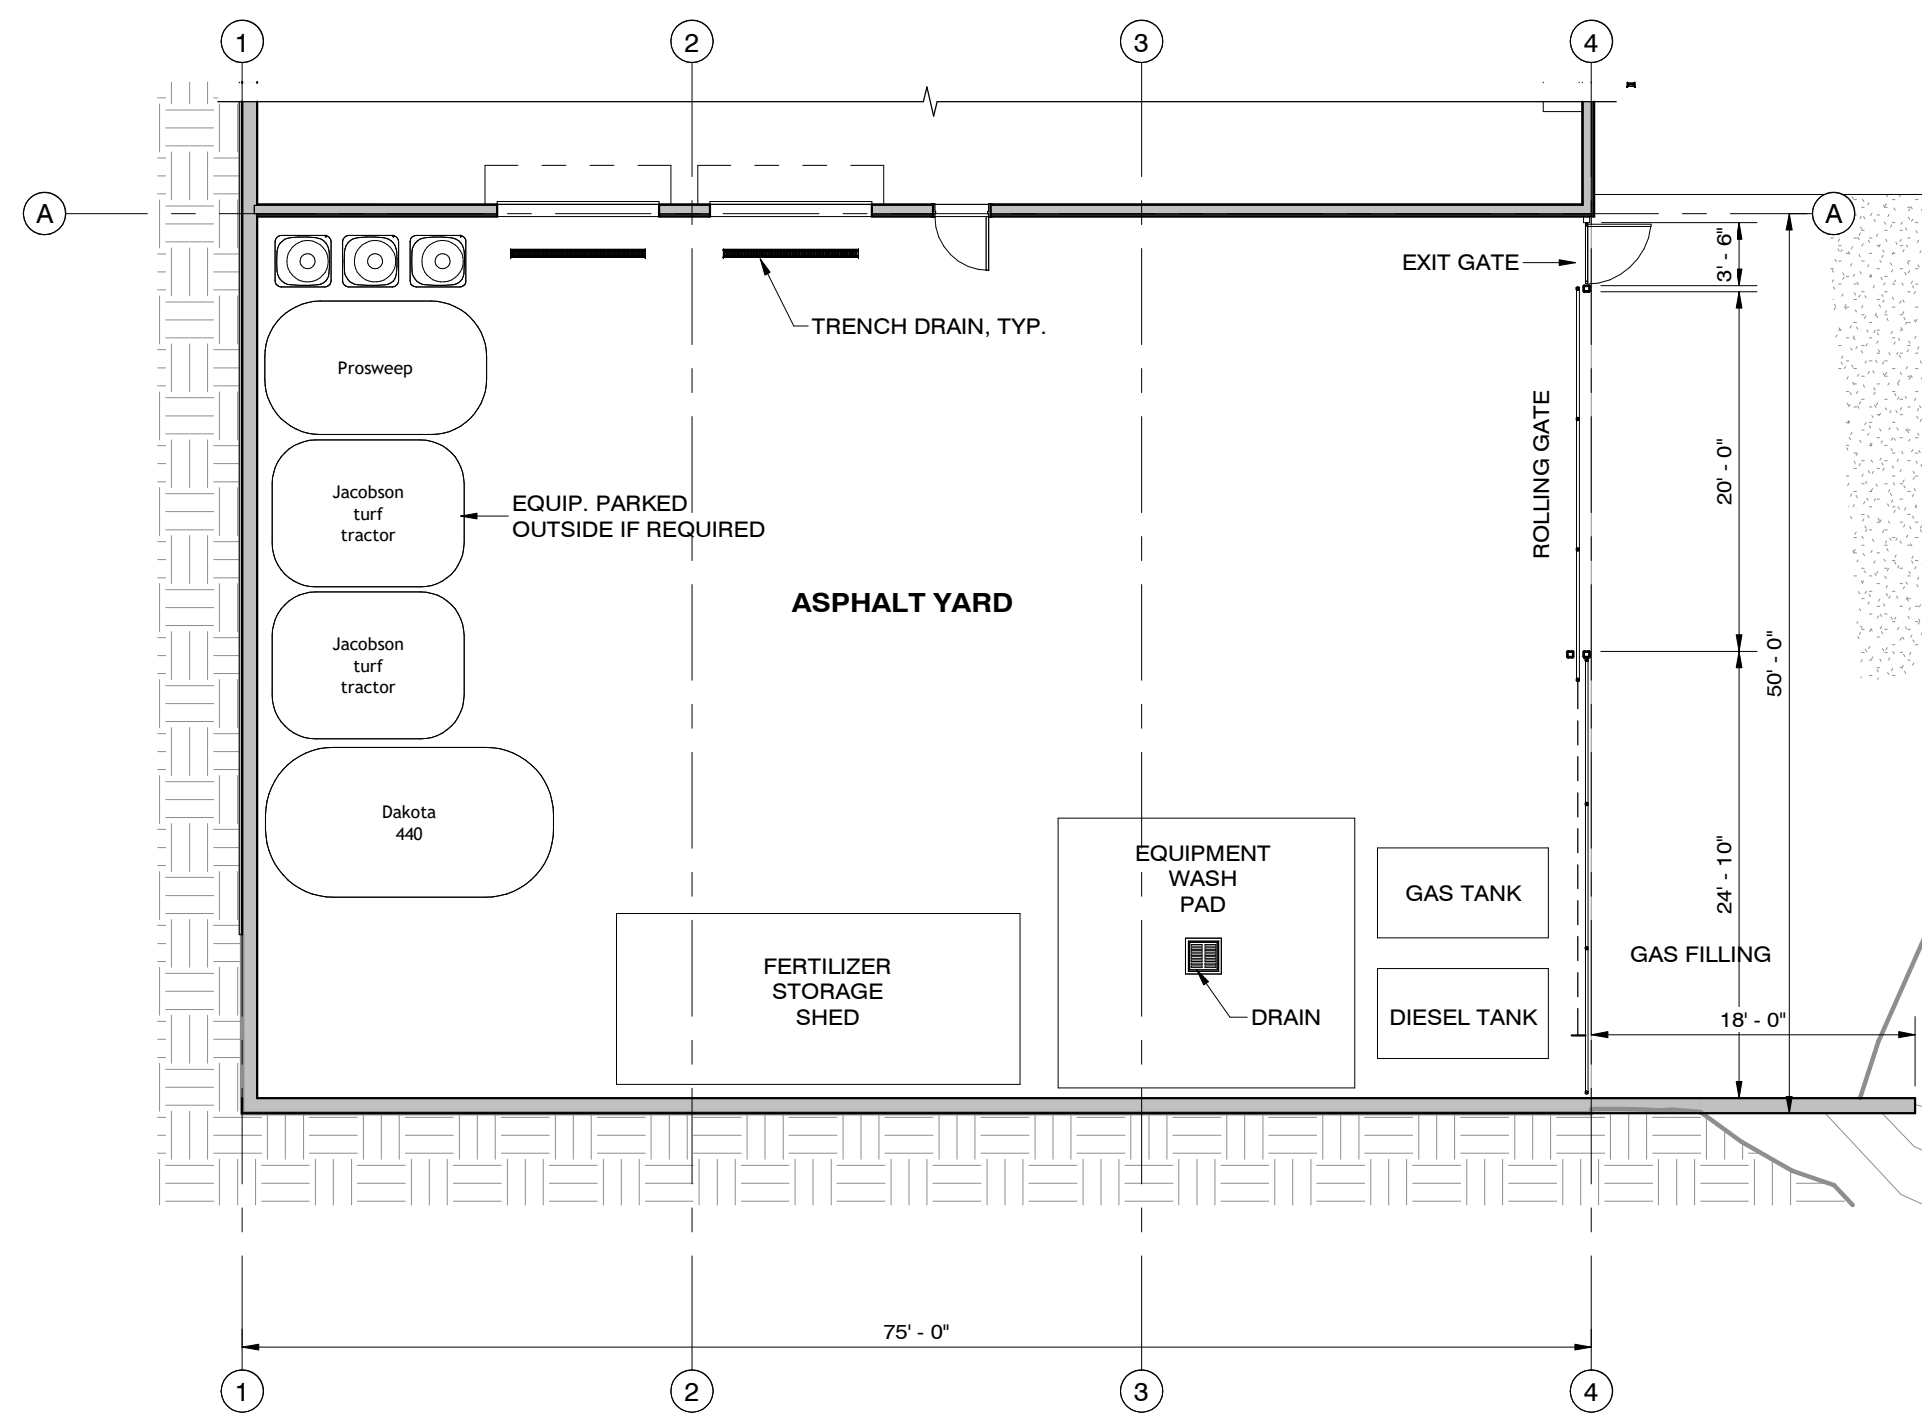 1
2
3
4
A
A
3' - 6"
EXIT GATE
TRENCH DRAIN, TYP.
Prosweep
ROLLING GATE
20' - 0"
Jacobson
turf
tractor
EQUIP. PARKED
OUTSIDE IF REQUIRED
ASPHALT YARD
Jacobson
turf
tractor
50' - 0"
Dakota
440
EQUIPMENT
WASH
PAD
GAS TANK
24' - 10"
GAS FILLING
FERTILIZER
STORAGE
SHED
DRAIN
DIESEL TANK
18' - 0"
75' - 0"
1
2
3
4